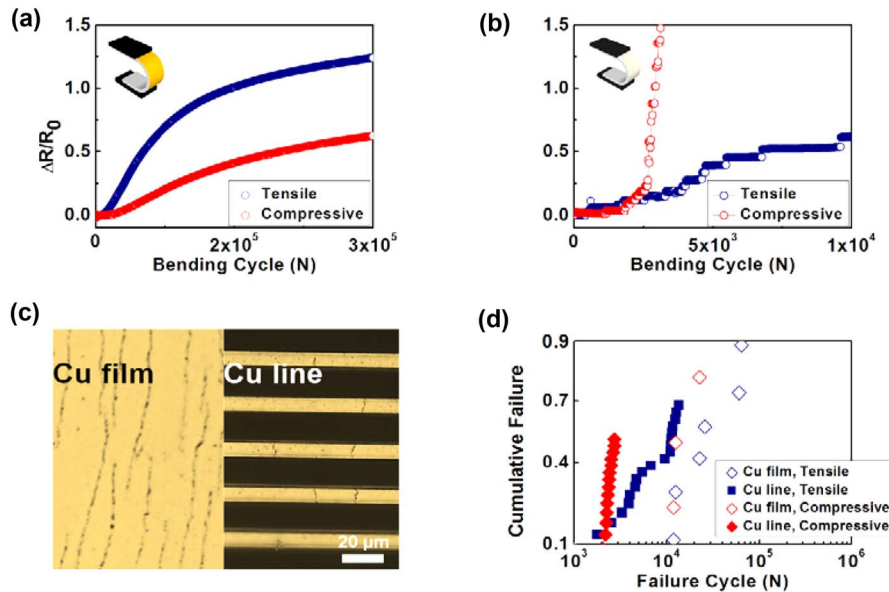 (a)
1.5
1.0
0.5
0.0
ΔR/R0
Tensile
Compressive
0
2x10^5
3x10^5
Bending Cycle (N)
(b)
1.5
1.0
0.5
0.0
Tensile
Compressive
0
5x10^3
1x10^4
Bending Cycle (N)
(c)
Cu film
Cu line
20 µm
(d)
0.9
0.7
0.4
0.1
Cumulative Failure
Cu film, Tensile
Cu line, Tensile
Cu film, Compressive
Cu line, Compressive
10^3
10^4
10^5
10^6
Failure Cycle (N)